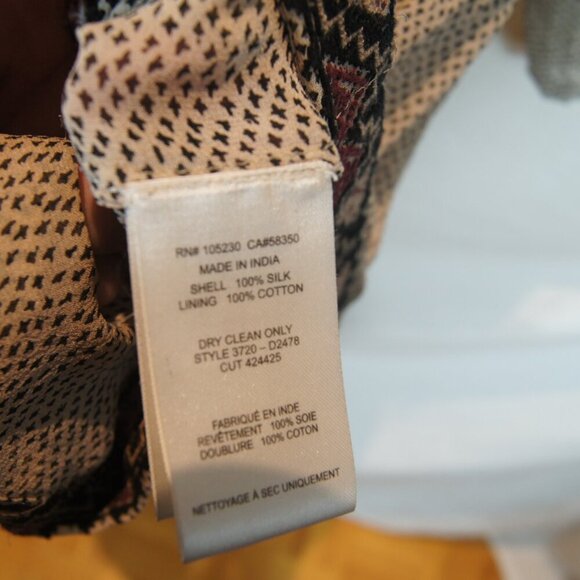 RN# 105230 CA#58350
MADE IN INDIA
SHELL 100% SILK
LINING 100% COTTON
DRY CLEAN ONLY
STYLE 3720 – D2478
CUT 424425
FABRIQUÉ EN INDE
REVÊTEMENT 100% SOIE
DOUBLURE 100% COTON
NETTOYAGE À SEC UNIQUEMENT